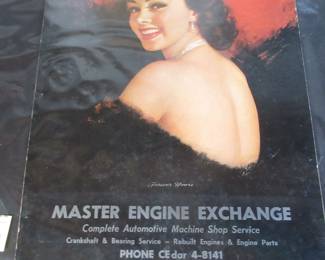 MASTER ENGINE EXCHANGE
Complete Automotive Machine Shop Service
Crankshaft & Bearing Service — Rebuilt Engines & Engine Parts
PHONE CEdar 4-8141